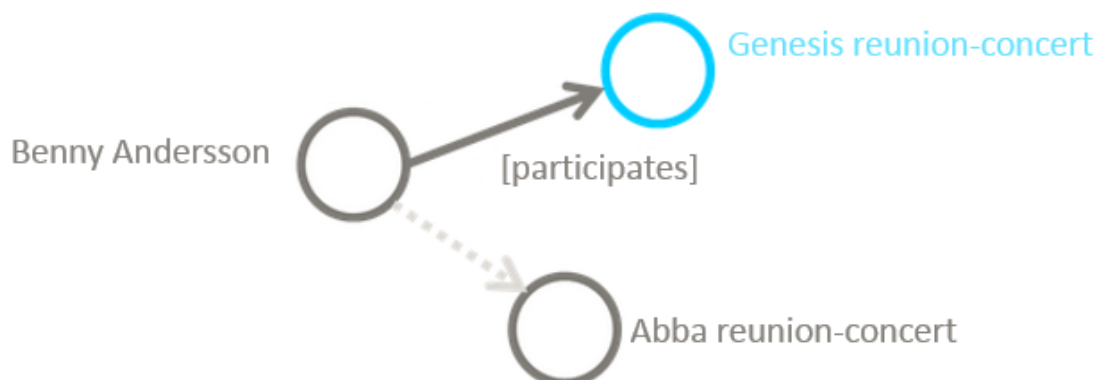 Genesis reunion-concert
Benny Andersson
[participates]
Abba reunion-concert